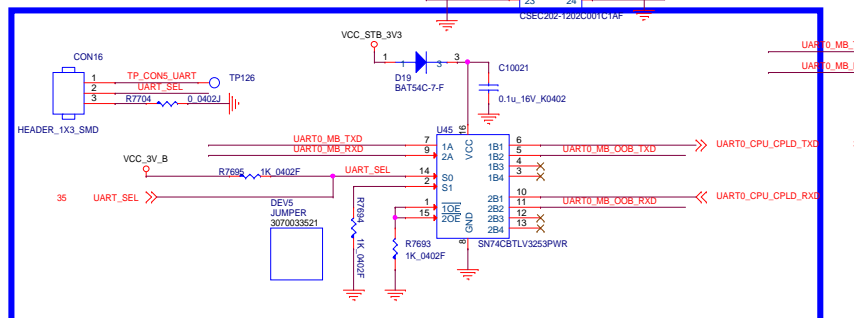 23 24
CSEC202-1202C001C1AF
VCC_STB_3V3
UART0_MB_T
UART0_MB_
CON16
1 TP_CON5_UART TP126
2 UART_SEL
3 R7704 0_0402J
HEADER_1X3_SMD
1 1 3 3
D19
BAT54C-7-F
C10021
0.1u_16V_K0402
U45
16
VCC
UART0_MB_TXD 7 1A
UART0_MB_RXD 9 2A
1B1 6 UART0_CPU_CPLD_TXD
1B2 5 UART0_MB_OOB_TXD
1B3 4
1B4 3
VCC_3V_B
R7695 1K_0402F UART_SEL 14 S0
2 S1
35 UART_SEL
2B1 10 UART0_CPU_CPLD_RXD
2B2 11 UART0_MB_OOB_RXD
2B3 12
2B4 13
1 1OE
15 2OE
GND
8
SN74CBTLV3253PWR
DEV5
JUMPER
3070033521
R7694
1K_0402F
R7693
1K_0402F